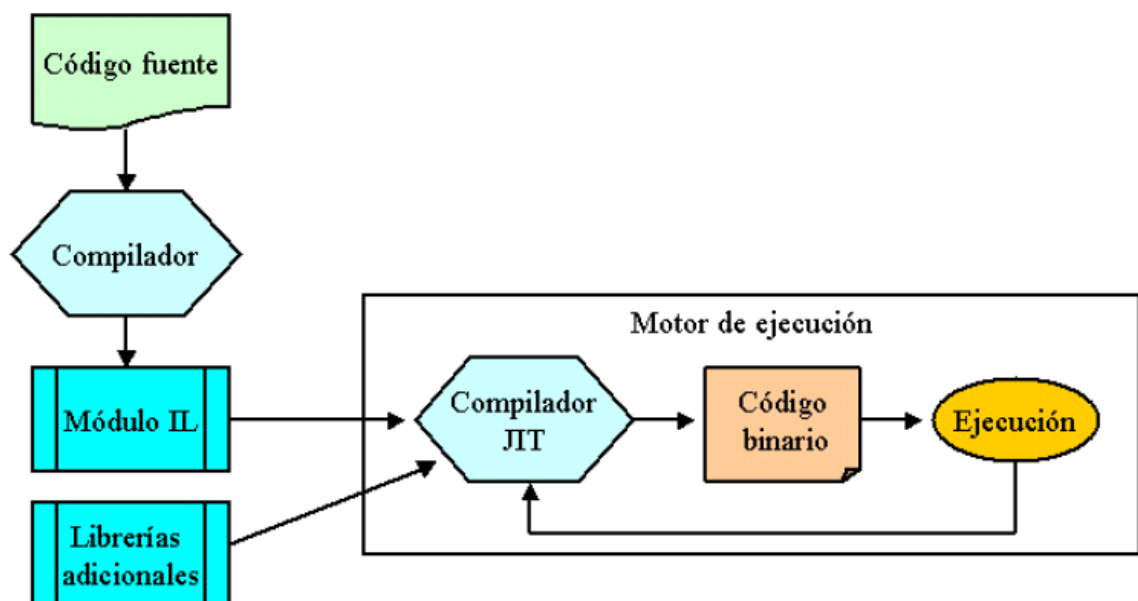 Código fuente
Compilador
Módulo IL
Librerías
adicionales
Motor de ejecución
Compilador
JIT
Código
binario
Ejecución